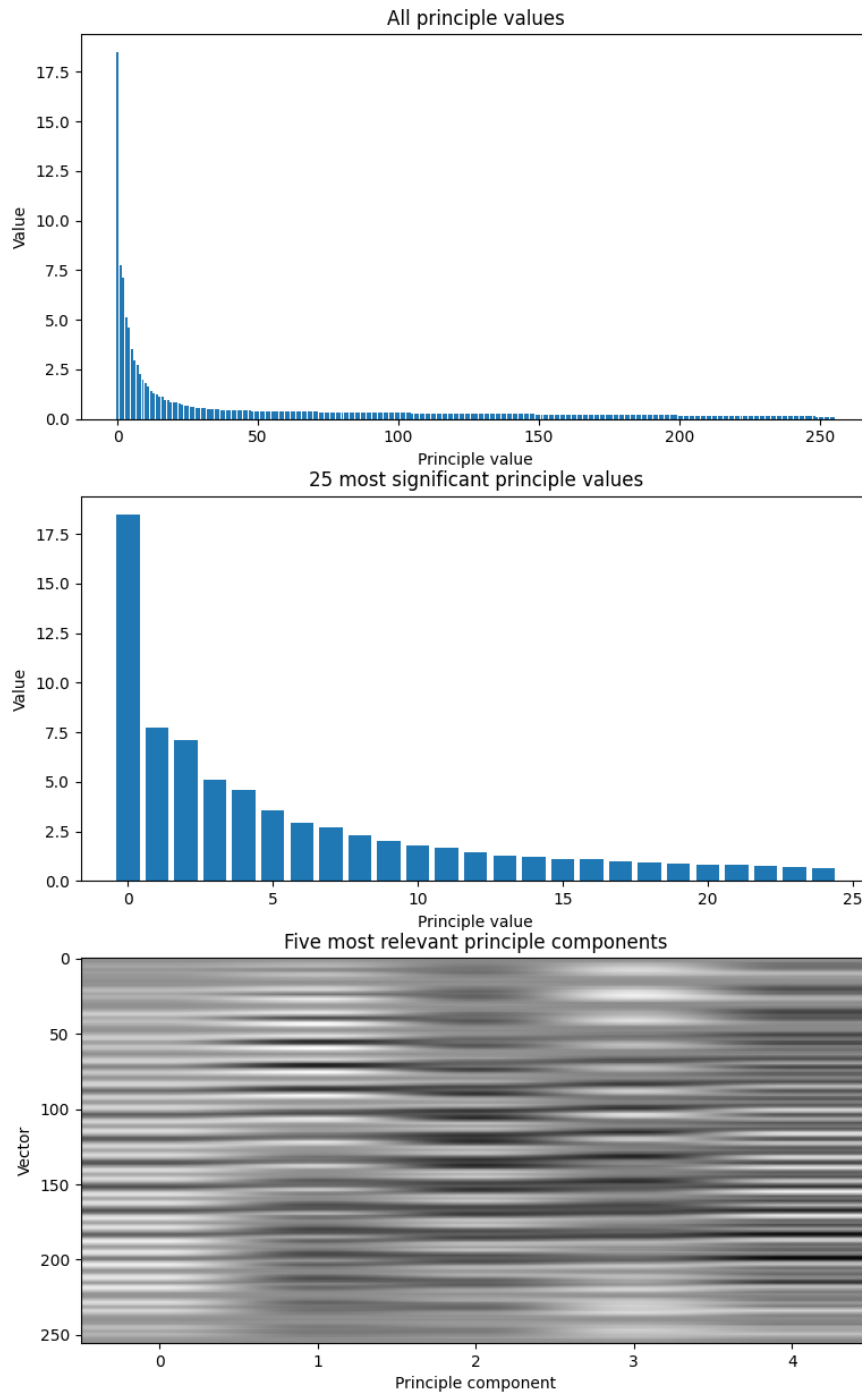 All principle values
17.5
15.0
12.5
10.0
7.5
5.0
2.5
0.0
Value
0 50 100 150 200 250
Principle value
25 most significant principle values
17.5
15.0
12.5
10.0
7.5
5.0
2.5
0.0
Value
0 5 10 15 20 25
Principle value
Five most relevant principle components
0
50
100
150
200
250
Vector
0 1 2 3 4
Principle component